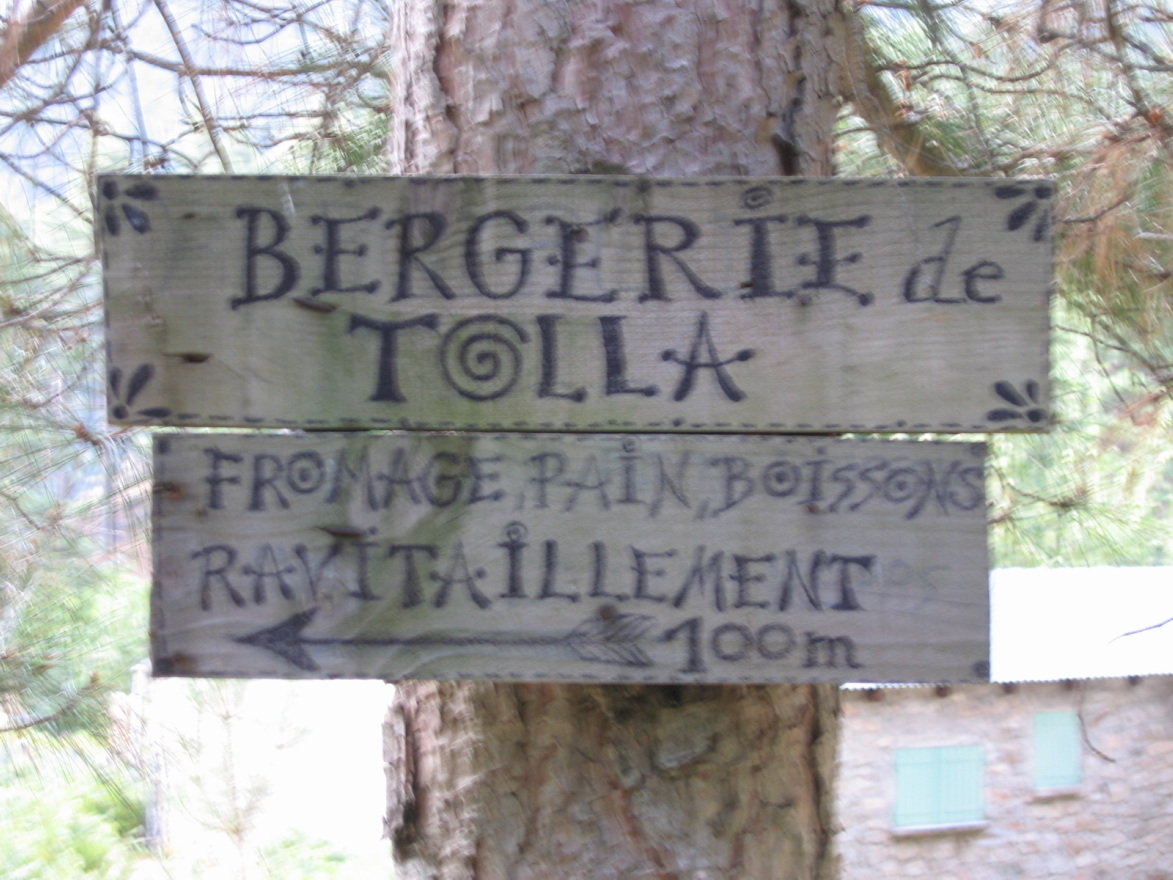 BERGERIE de
TOLLA
FROMAGE, PAIN, BOISSONS
RAVITAILLEMENT
100m